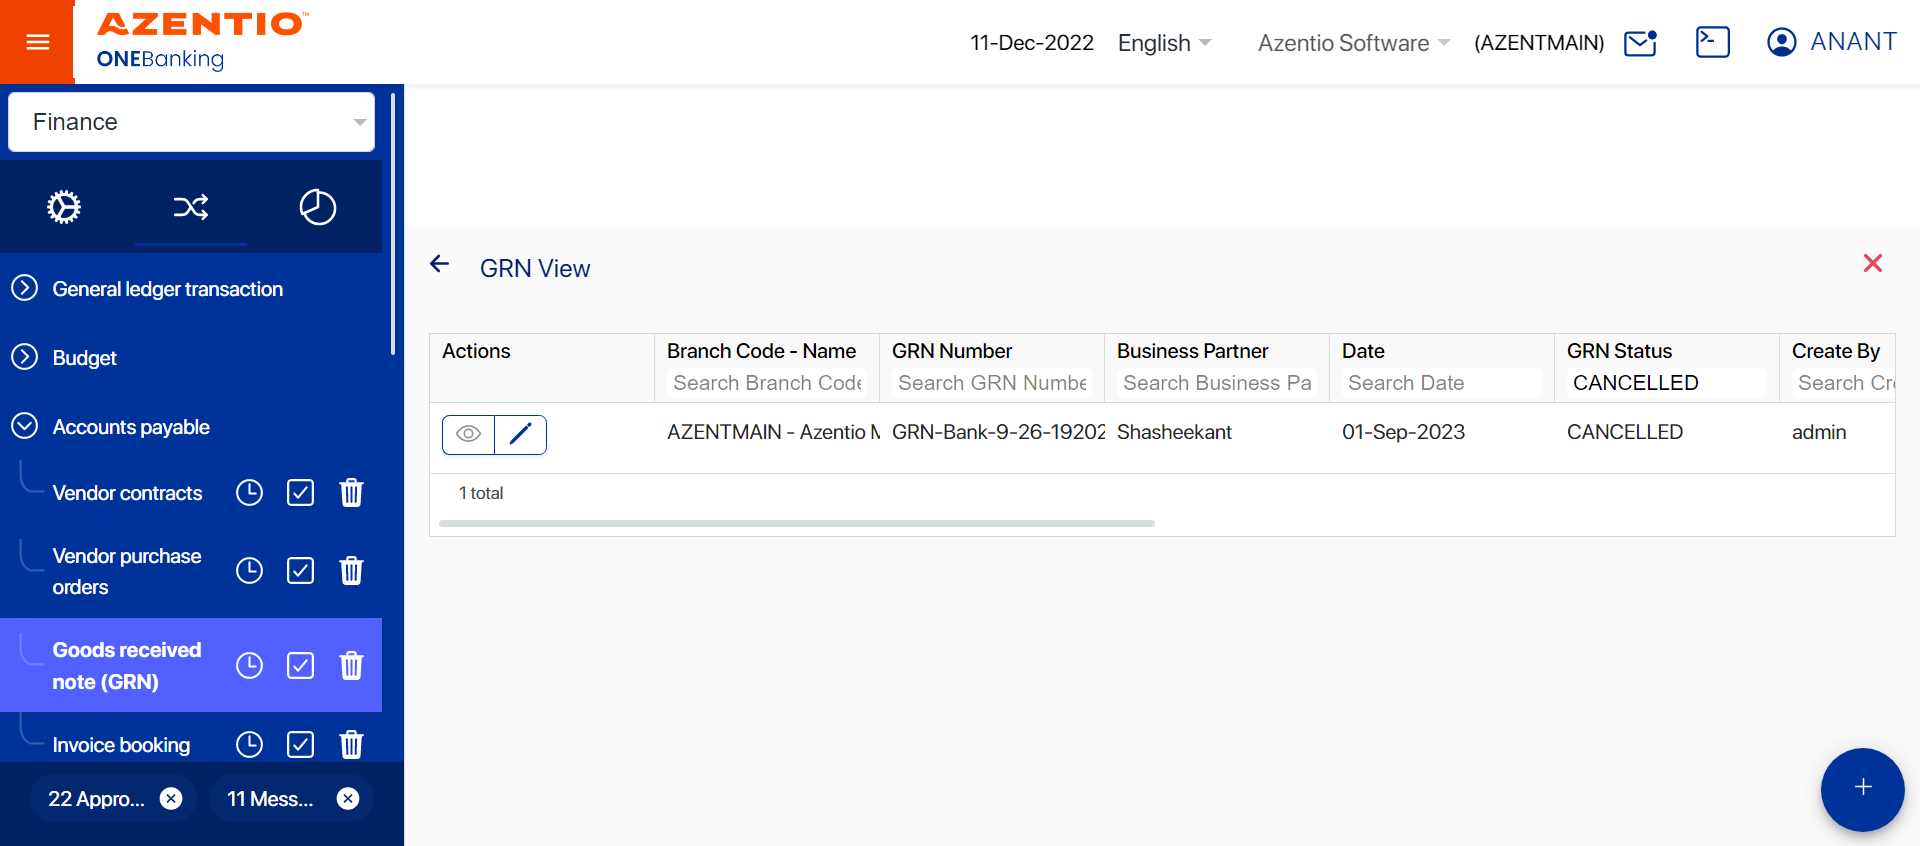 AZENTIO™
ONEBanking
11-Dec-2022
English
Azentio Software
(AZENTMAIN)
ANANT
Finance
General ledger transaction
Budget
Accounts payable
Vendor contracts
Vendor purchase
orders
Goods received
note (GRN)
Invoice booking
22 Appro...
11 Mess...
GRN View
Actions
Branch Code - Name
GRN Number
Business Partner
Date
GRN Status
Create By
Search Branch Code
Search GRN Numbe
Search Business Pa
Search Date
CANCELLED
Search Cr
AZENTMAIN - Azentio M
GRN-Bank-9-26-19202
Shasheekant
01-Sep-2023
CANCELLED
admin
1 total